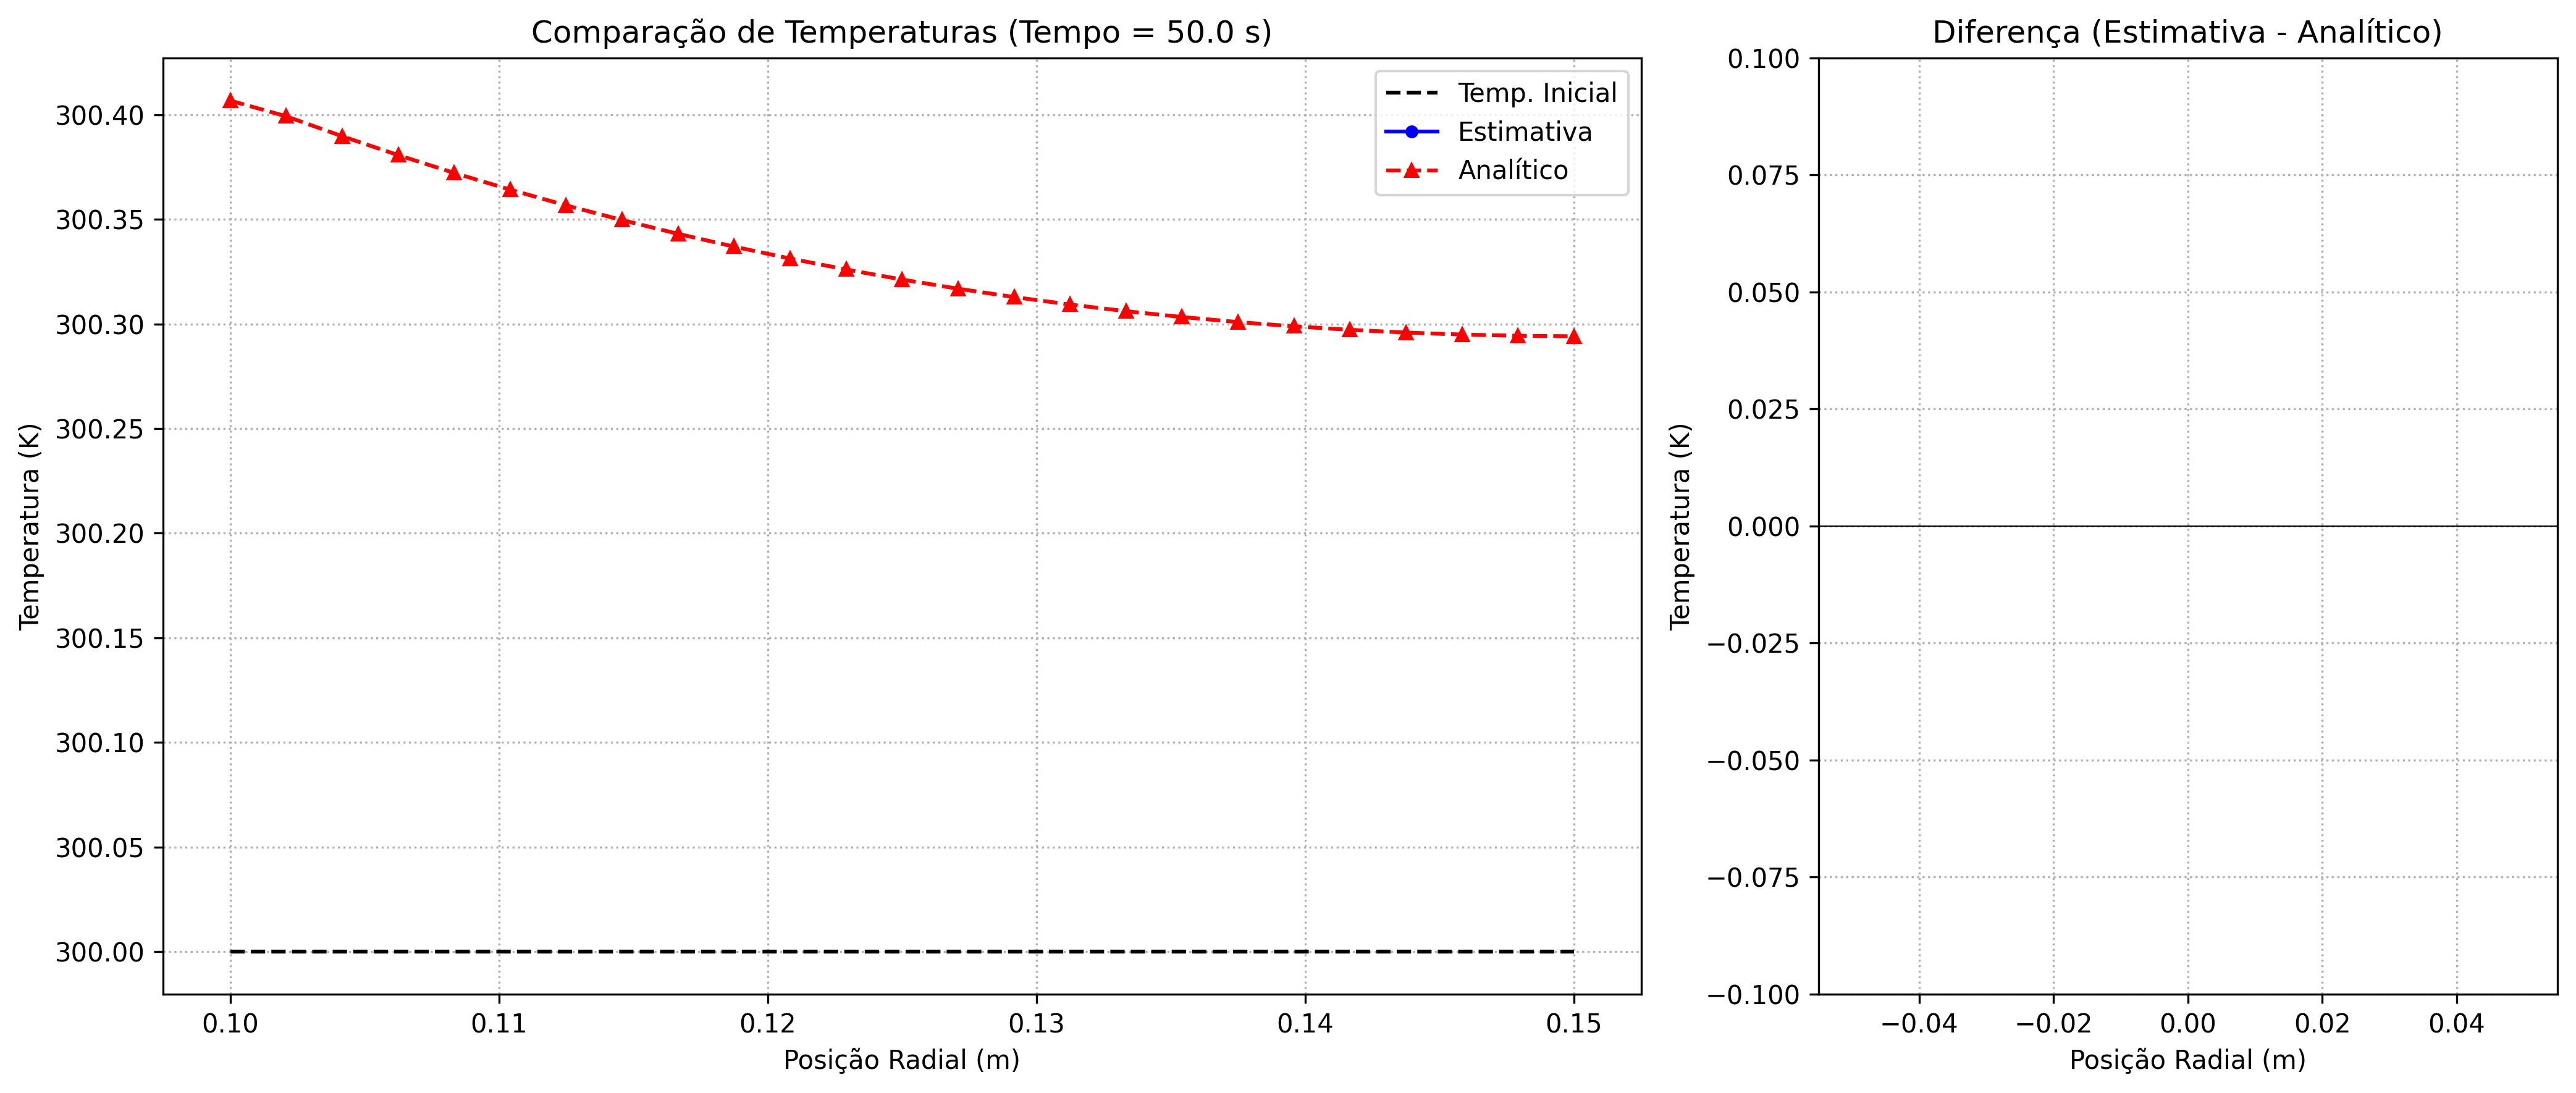 Comparação de Temperaturas (Tempo = 50.0 s)
Temperatura (K)
300.40
300.35
300.30
300.25
300.20
300.15
300.10
300.05
300.00
0.10 0.11 0.12 0.13 0.14 0.15
Posição Radial (m)
Temp. Inicial
Estimativa
Analítico
Diferença (Estimativa - Analítico)
Temperatura (K)
0.100
0.075
0.050
0.025
0.000
−0.025
−0.050
−0.075
−0.100
−0.04 −0.02 0.00 0.02 0.04
Posição Radial (m)